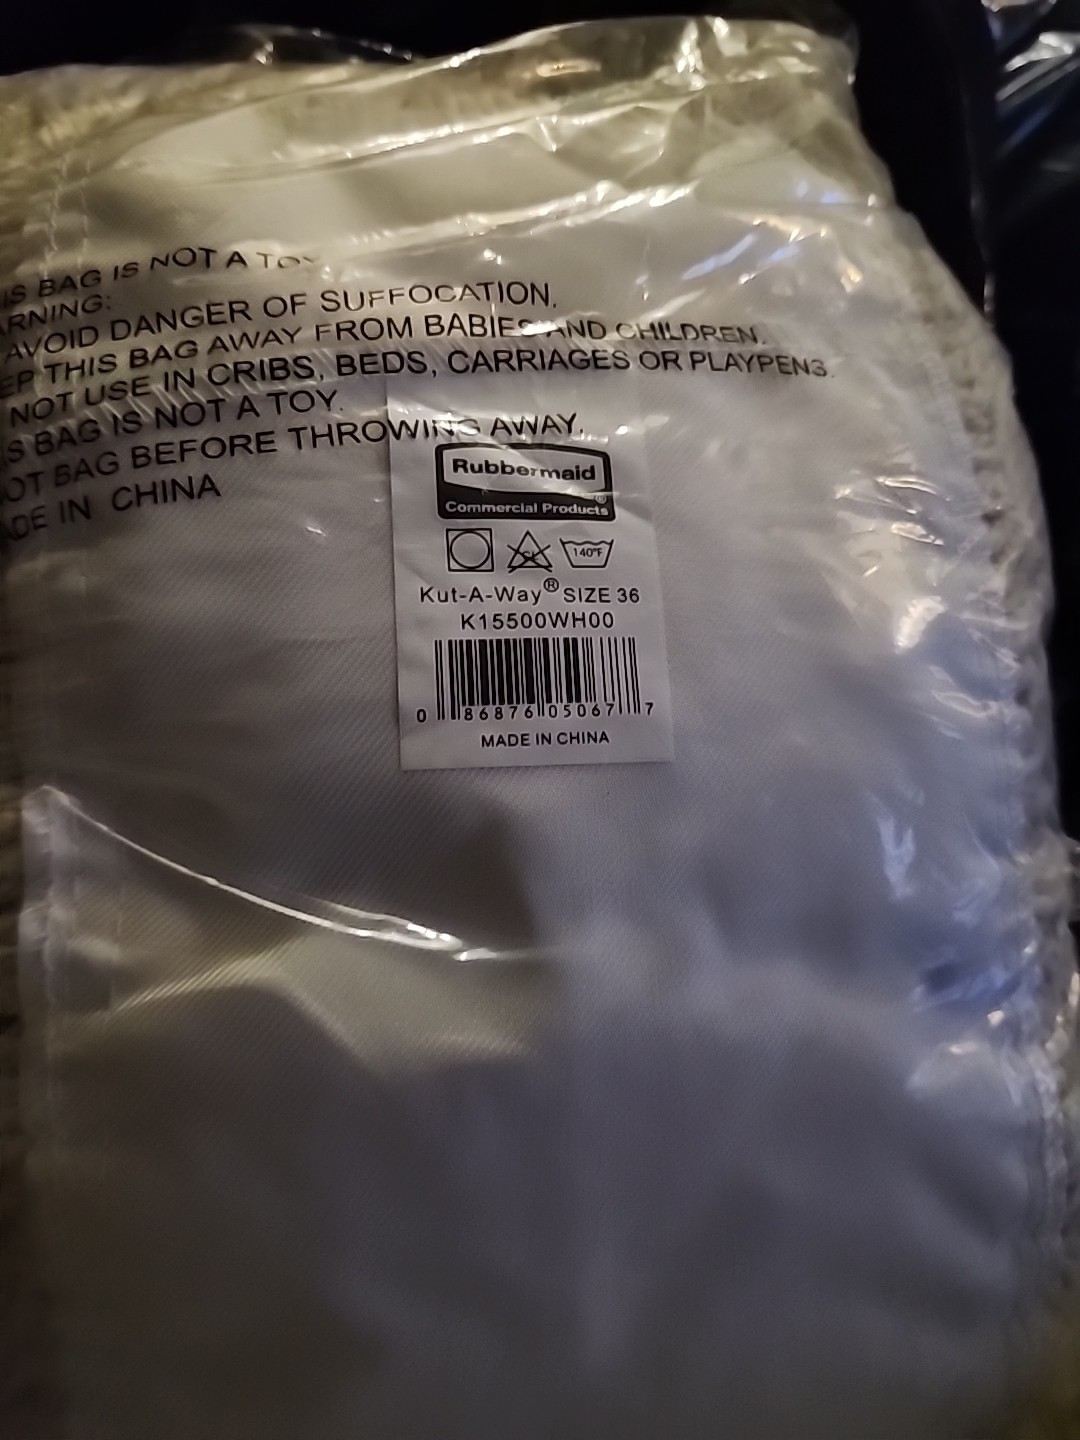 IS BAG IS NOT A TOY
ARNING:
AVOID DANGER OF SUFFOCATION,
EP THIS BAG AWAY FROM BABIES AND CHILDREN.
NOT USE IN CRIBS, BEDS, CARRIAGES OR PLAYPENS.
S BAG IS NOT A TOY.
OT BAG BEFORE THROWING AWAY.
ADE IN CHINA
Rubbermaid
Commercial Products®
CL 140°F
Kut-A-Way® SIZE 36
K15500WH00
0 86876 05067 7
MADE IN CHINA